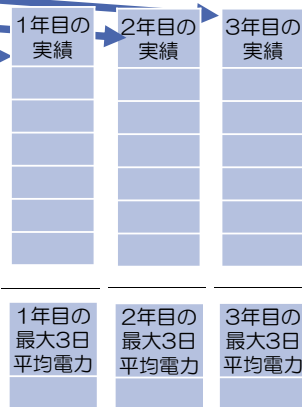 1年目の 2年目の 3年目の
実績 実績 実績
1年目の 2年目の 3年目の
最大3日 最大3日 最大3日
平均電力 平均電力 平均電力